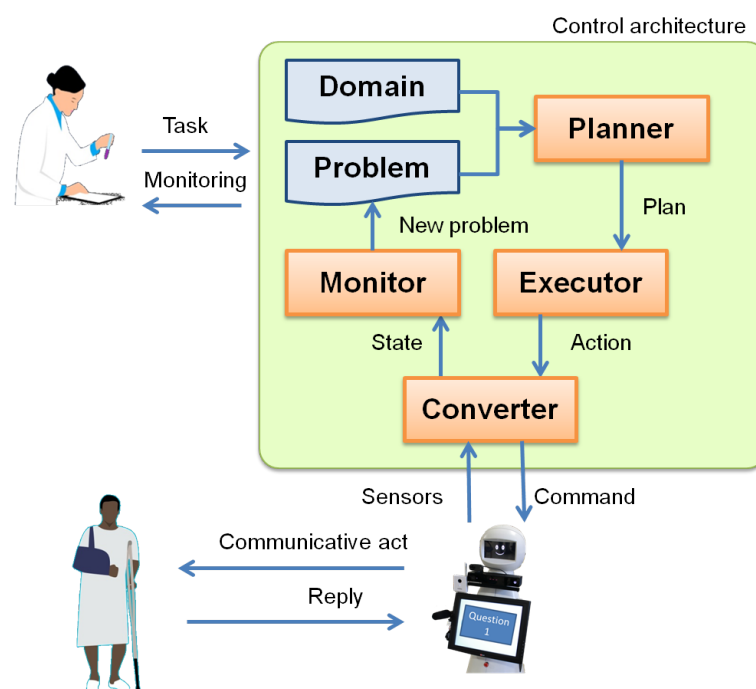 Control architecture
Domain
Planner
Task
Problem
Monitoring
New problem
Plan
Monitor
Executor
State
Action
Converter
Sensors
Command
Communicative act
Reply
Question
1